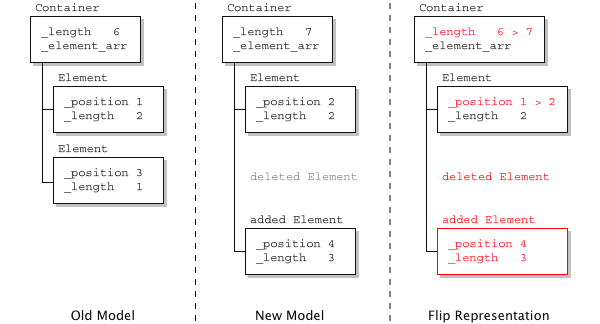 Container
_length 6
_element_arr
Element
_position 1
_length 2
Element
_position 3
_length 1
Old Model
Container
_length 7
_element_arr
Element
_position 2
_length 2
deleted Element
added Element
_position 4
_length 3
New Model
Container
_length 6 > 7
_element_arr
Element
_position 1 > 2
_length 2
deleted Element
added Element
_position 4
_length 3
Flip Representation